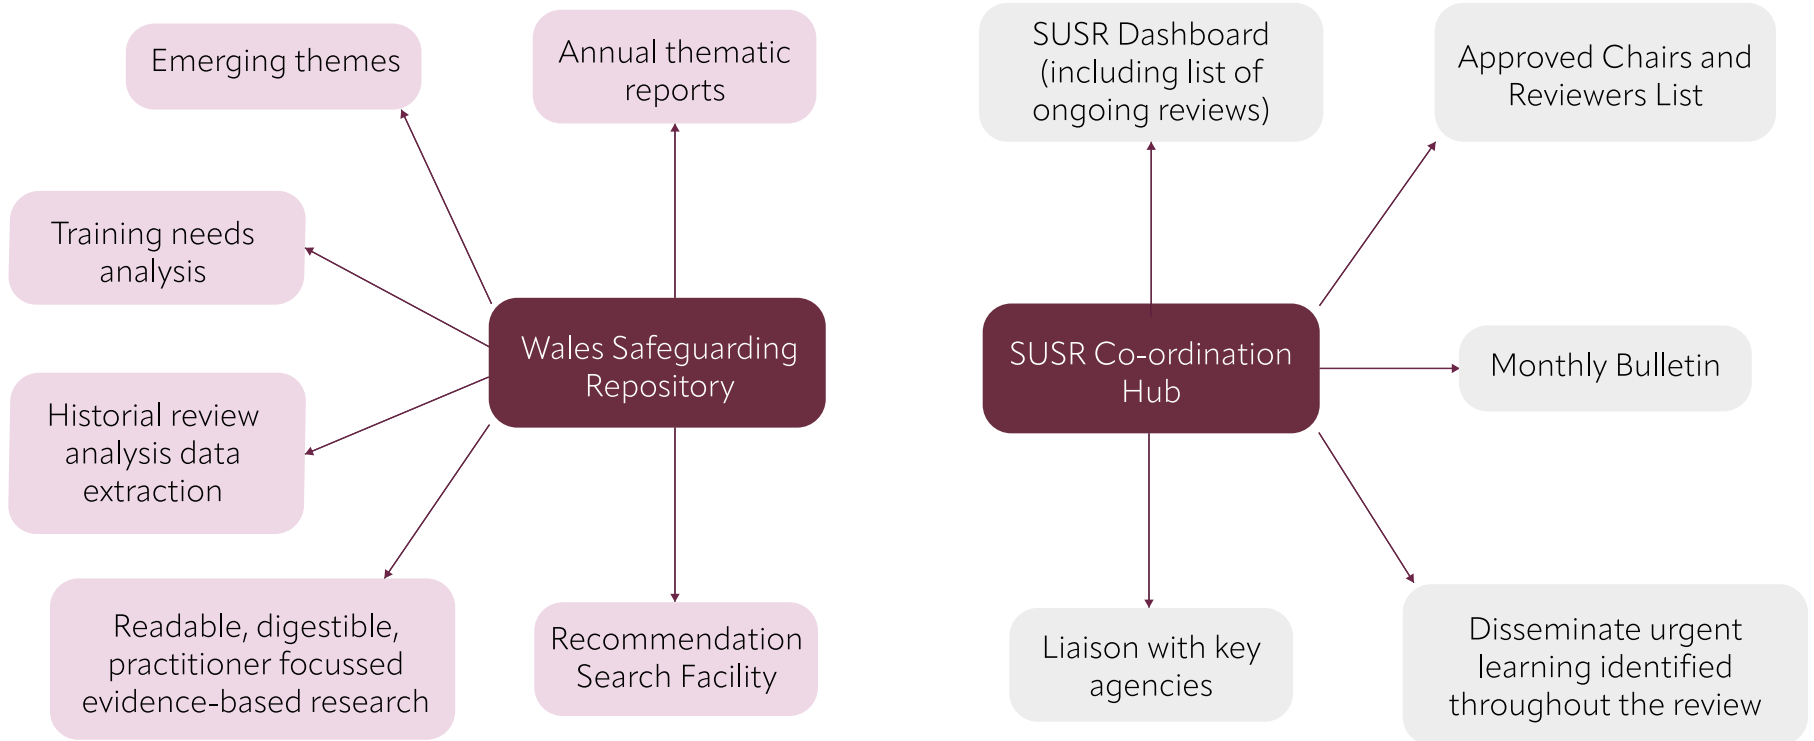 Emerging themes
Annual thematic
reports
Training needs
analysis
Wales Safeguarding
Repository
Historial review
analysis data
extraction
Readable, digestible,
practitioner focussed
evidence-based research
Recommendation
Search Facility
SUSR Dashboard
(including list of
ongoing reviews)
Approved Chairs and
Reviewers List
SUSR Co-ordination
Hub
Monthly Bulletin
Liaison with key
agencies
Disseminate urgent
learning identified
throughout the review